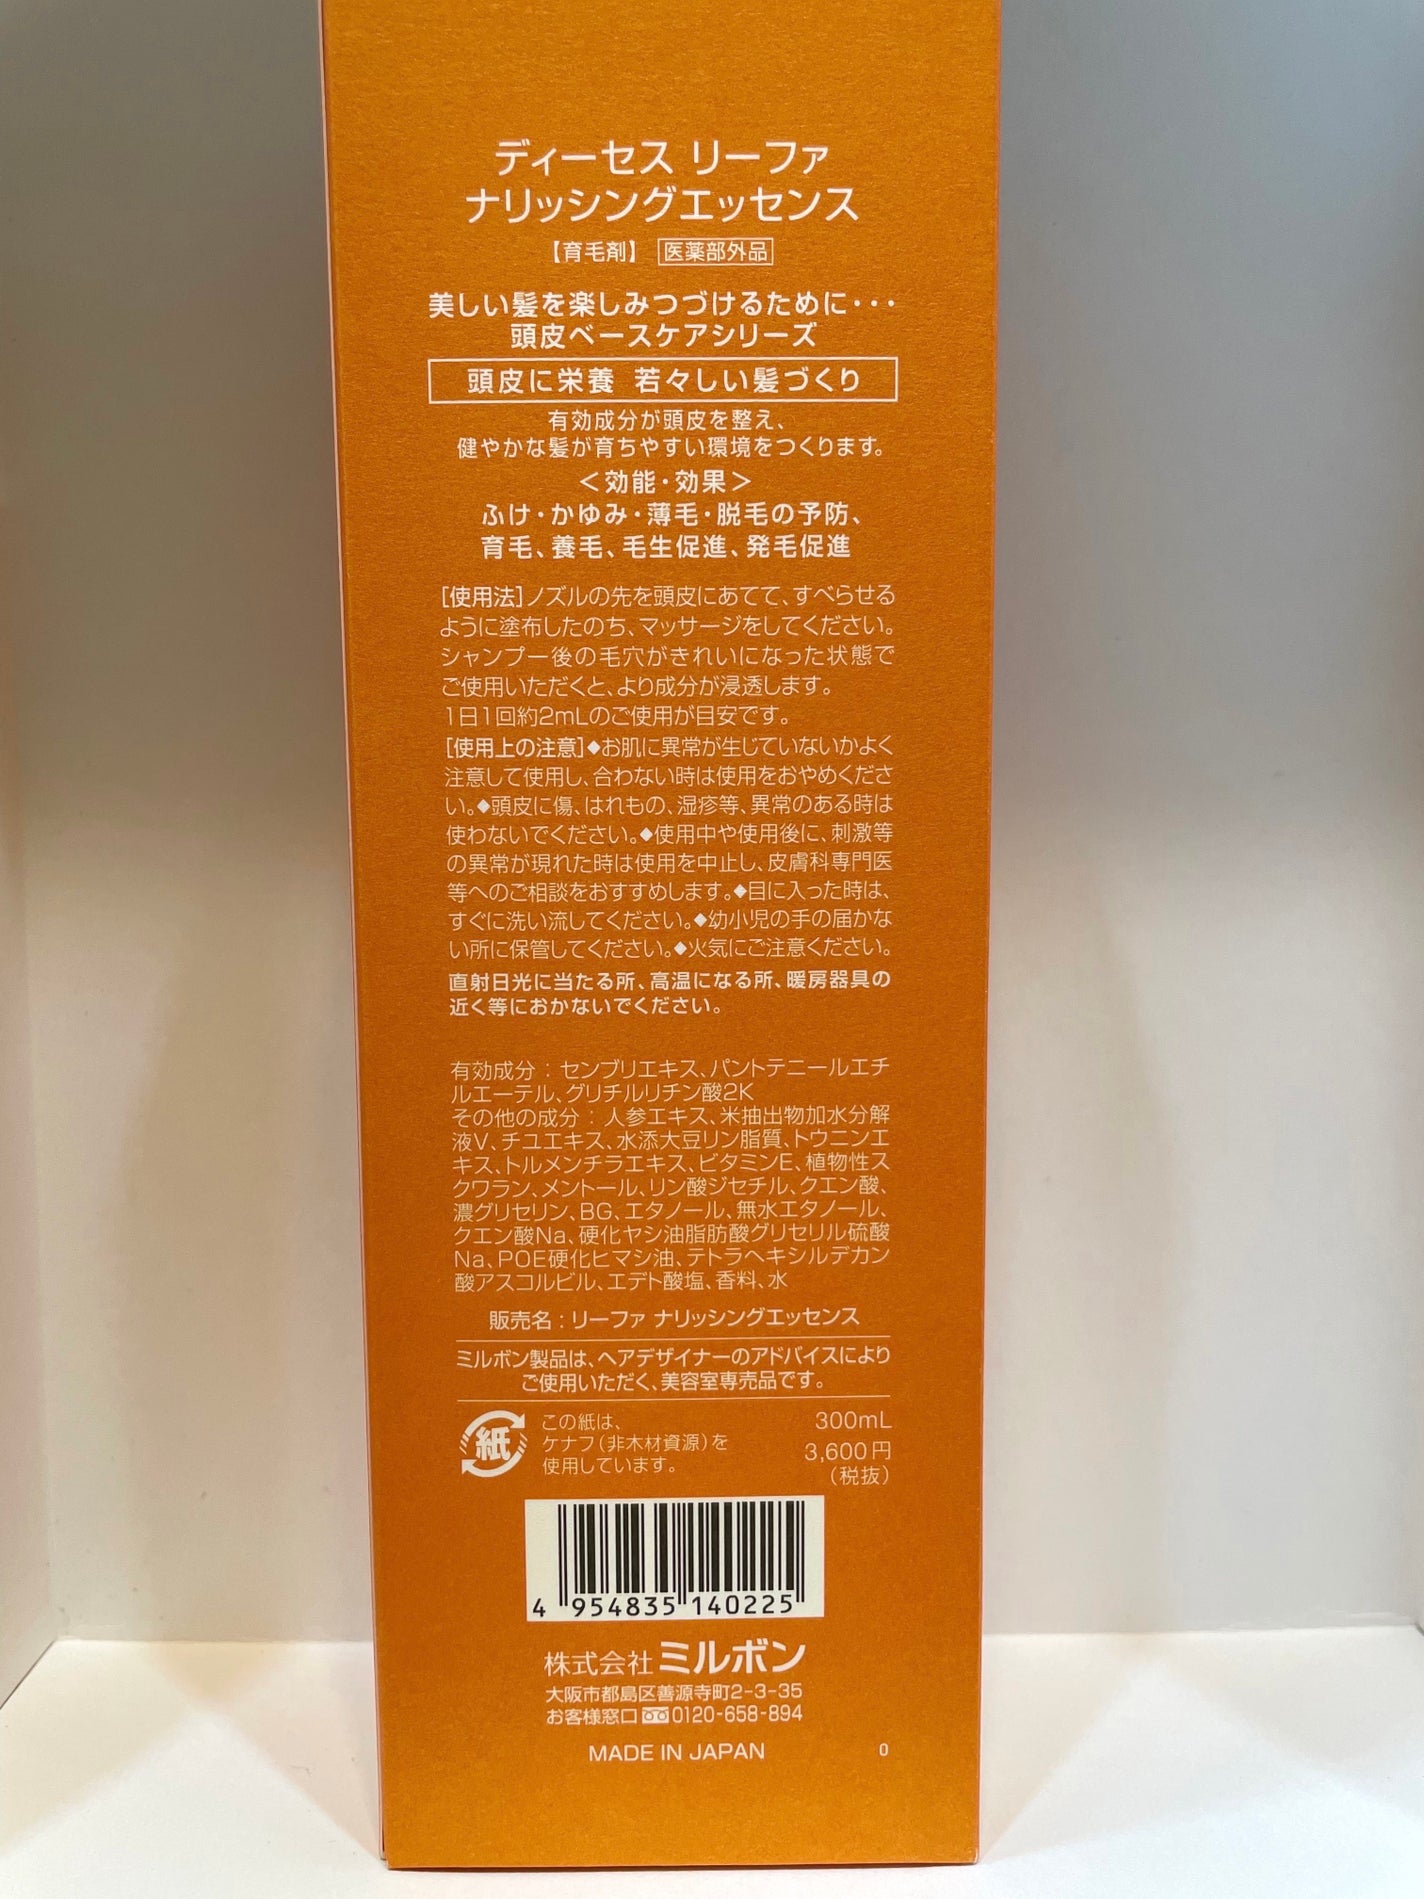 ディーセス リーファ
ナリッシングエッセンス
【育毛剤】 医薬部外品
美しい髪を楽しみつづけるために・・・
頭皮ベースケアシリーズ
頭皮に栄養 若々しい髪づくり
有効成分が頭皮を整え、
健やかな髪が育ちやすい環境をつくります。
＜効能・効果＞
ふけ・かゆみ・薄毛・脱毛の予防、
育毛、養毛、毛生促進、発毛促進
[使用法]ノズルの先を頭皮にあてて、すべらせる
ように塗布したのち、マッサージをしてください。
シャンプー後の毛穴がきれいになった状態で
ご使用いただくと、より成分が浸透します。
1日1回約2mLのご使用が目安です。
[使用上の注意]◆お肌に異常が生じていないかよく
注意して使用し、合わない時は使用をおやめくださ
い。◆頭皮に傷、はれもの、湿疹等、異常のある時は
使わないでください。◆使用中や使用後に、刺激等
の異常が現れた時は使用を中止し、皮膚科専門医
等へのご相談をおすすめします。◆目に入った時は、
すぐに洗い流してください。◆幼小児の手の届かな
い所に保管してください。◆火気にご注意ください。
直射日光に当たる所、高温になる所、暖房器具の
近く等におかないでください。
有効成分：センブリエキス、パントテニールエチ
ルエーテル、グリチルリチン酸2K
その他の成分：人参エキス、米抽出物加水分解
液V、チユエキス、水添大豆リン脂質、トウニンエ
キス、トルメンチラエキス、ビタミンE、植物性ス
クワラン、メントール、リン酸ジセチル、クエン酸、
濃グリセリン、BG、エタノール、無水エタノール、
クエン酸Na、硬化ヤシ油脂肪酸グリセリル硫酸
Na、POE硬化ヒマシ油、テトラヘキシルデカン
酸アスコルビル、エデト酸塩、香料、水
販売名：リーファ ナリッシングエッセンス
ミルボン製品は、ヘアデザイナーのアドバイスにより
ご使用いただく、美容室専売品です。
紙
この紙は、
ケナフ（非木材資源）を
使用しています。
300mL
3,600円
（税抜）
4 954835 140225
株式会社 ミルボン
大阪市都島区善源寺町2-3-35
お客様窓口 0120-658-894
MADE IN JAPAN 0